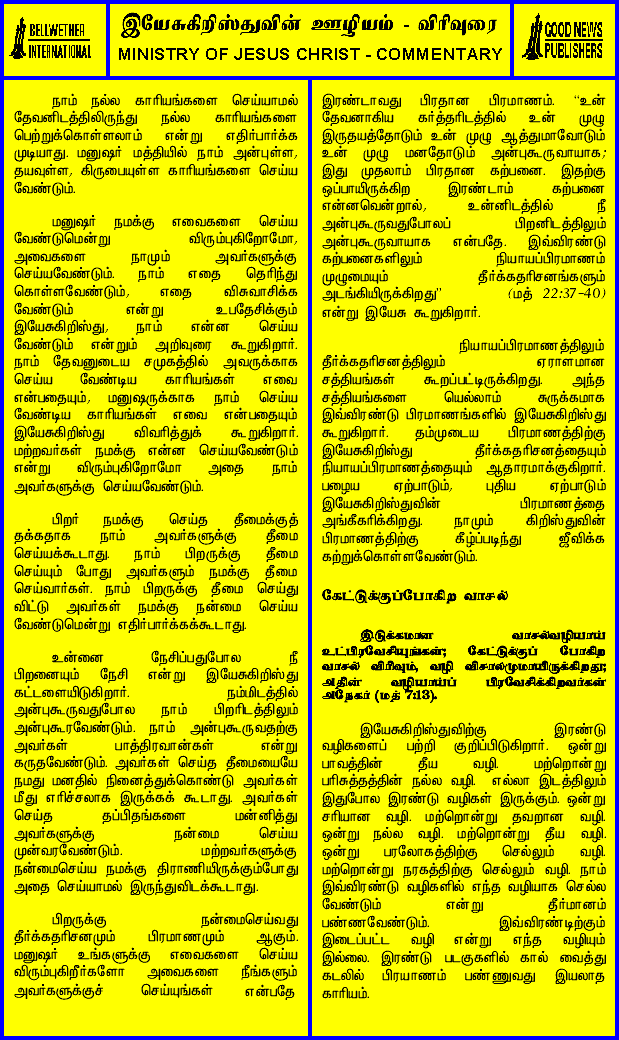 BELLWETHER
INTERNATIONAL
இயேசுகிறிஸ்துவின் ஊழியம் - விரிவுரை
MINISTRY OF JESUS CHRIST - COMMENTARY
GOOD NEWS
PUBLISHERS
நாம் நல்ல காரியங்களை செய்யாமல்
தேவனிடத்திலிருந்து நல்ல காரியங்களை
பெற்றுக்கொள்ளலாம் என்று எதிர்பார்க்க
முடியாது. மனுஷர் மத்தியில் நாம் அன்புள்ள,
தயவுள்ள, கிருபையுள்ள காரியங்களை செய்ய
வேண்டும்.
மனுஷர் நமக்கு எவைகளை செய்ய
வேண்டுமென்று விரும்புகிறோமோ,
அவைகளை நாமும் அவர்களுக்கு
செய்யவேண்டும். நாம் எதை தெரிந்து
கொள்ளவேண்டும், எதை விசுவாசிக்க
வேண்டும் என்று உபதேசிக்கும்
இயேசுகிறிஸ்து, நாம் என்ன செய்ய
வேண்டும் என்றும் அறிவுரை கூறுகிறார்.
நாம் தேவனுடைய சமுகத்தில் அவருக்காக
செய்ய வேண்டிய காரியங்கள் எவை
என்பதையும், மனுஷருக்காக நாம் செய்ய
வேண்டிய காரியங்கள் எவை என்பதையும்
இயேசுகிறிஸ்து விவரித்துக் கூறுகிறார்.
மற்றவர்கள் நமக்கு என்ன செய்யவேண்டும்
என்று விரும்புகிறோமோ அதை நாம்
அவர்களுக்கு செய்யவேண்டும்.
பிறர் நமக்கு செய்த தீமைக்குத்
தக்கதாக நாம் அவர்களுக்கு தீமை
செய்யக்கூடாது. நாம் பிறருக்கு தீமை
செய்யும் போது அவர்களும் நமக்கு தீமை
செய்வார்கள். நாம் பிறருக்கு தீமை செய்து
விட்டு அவர்கள் நமக்கு நன்மை செய்ய
வேண்டுமென்று எதிர்பார்க்கக்கூடாது.
உன்னை நேசிப்பதுபோல நீ
பிறனையும் நேசி என்று இயேசுகிறிஸ்து
கட்டளையிடுகிறார். நம்மிடத்தில்
அன்புகூருவதுபோல நாம் பிறரிடத்திலும்
அன்புகூரவேண்டும். நாம் அன்புகூருவதற்கு
அவர்கள் பாத்திரவான்கள் என்று
கருதவேண்டும். அவர்கள் செய்த தீமையையே
நமது மனதில் நினைத்துக்கொண்டு அவர்கள்
மீது எரிச்சலாக இருக்கக் கூடாது. அவர்கள்
செய்த தப்பிதங்களை மன்னித்து
அவர்களுக்கு நன்மை செய்ய
முன்வரவேண்டும். மற்றவர்களுக்கு
நன்மைசெய்ய நமக்கு திராணியிருக்கும்போது
அதை செய்யாமல் இருந்துவிடக்கூடாது.
பிறருக்கு நன்மைசெய்வது
தீர்க்கதரிசனமும் பிரமாணமும் ஆகும்.
மனுஷர் உங்களுக்கு எவைகளை செய்ய
விரும்புகிறீர்களோ அவைகளை நீங்களும்
அவர்களுக்குச் செய்யுங்கள் என்பதே
இரண்டாவது பிரதான பிரமாணம். "உன்
தேவனாகிய கர்த்தரிடத்தில் உன் முழு
இருதயத்தோடும் உன் முழு ஆத்துமாவோடும்
உன் முழு மனதோடும் அன்புகூருவாயாக;
இது முதலாம் பிரதான கற்பனை. இதற்கு
ஒப்பாயிருக்கிற இரண்டாம் கற்பனை
என்னவென்றால், உன்னிடத்தில் நீ
அன்புகூருவதுபோலப் பிறனிடத்திலும்
அன்புகூருவாயாக என்பதே. இவ்விரண்டு
கற்பனைகளிலும் நியாயப்பிரமாணம்
முழுமையும் தீர்க்கதரிசனங்களும்
அடங்கியிருக்கிறது" (மத் 22:37-40)
என்று இயேசு கூறுகிறார்.
நியாயப்பிரமாணத்திலும்
தீர்க்கதரிசனத்திலும் ஏராளமான
சத்தியங்கள் கூறப்பட்டிருக்கிறது. அந்த
சத்தியங்களை யெல்லாம் சுருக்கமாக
இவ்விரண்டு பிரமாணங்களில் இயேசுகிறிஸ்து
கூறுகிறார். தம்முடைய பிரமாணத்திற்கு
இயேசுகிறிஸ்து தீர்க்கதரிசனத்தையும்
நியாயப்பிரமாணத்தையும் ஆதாரமாக்குகிறார்.
பழைய ஏற்பாடும், புதிய ஏற்பாடும்
இயேசுகிறிஸ்துவின் பிரமாணத்தை
அங்கீகரிக்கிறது. நாமும் கிறிஸ்துவின்
பிரமாணத்திற்கு கீழ்ப்படிந்து ஜீவிக்க
கற்றுக்கொள்ளவேண்டும்.
கேட்டுக்குப்போகிற வாசல்
இடுக்கமான வாசல்வழியாய்
உட்பிரவேசியுங்கள்; கேட்டுக்குப் போகிற
வாசல் விரிவும், வழி விசாலமுமாயிருக்கிறது;
அதின் வழியாய்ப் பிரவேசிக்கிறவர்கள்
அநேகர் (மத் 7:13).
இயேசுகிறிஸ்துவிற்கு இரண்டு
வழிகளைப் பற்றி குறிப்பிடுகிறார். ஒன்று
பாவத்தின் தீய வழி. மற்றொன்று
பரிசுத்தத்தின் நல்ல வழி. எல்லா இடத்திலும்
இதுபோல இரண்டு வழிகள் இருக்கும். ஒன்று
சரியான வழி. மற்றொன்று தவறான வழி.
ஒன்று நல்ல வழி. மற்றொன்று தீய வழி.
ஒன்று பரலோகத்திற்கு செல்லும் வழி.
மற்றொன்று நரகத்திற்கு செல்லும் வழி. நாம்
இவ்விரண்டு வழிகளில் எந்த வழியாக செல்ல
வேண்டும் என்று தீர்மானம்
பண்ணவேண்டும். இவ்விரண்டிற்கும்
இடைப்பட்ட வழி என்று எந்த வழியும்
இல்லை. இரண்டு படகுகளில் கால் வைத்து
கடலில் பிரயாணம் பண்ணுவது இயலாத
காரியம்.